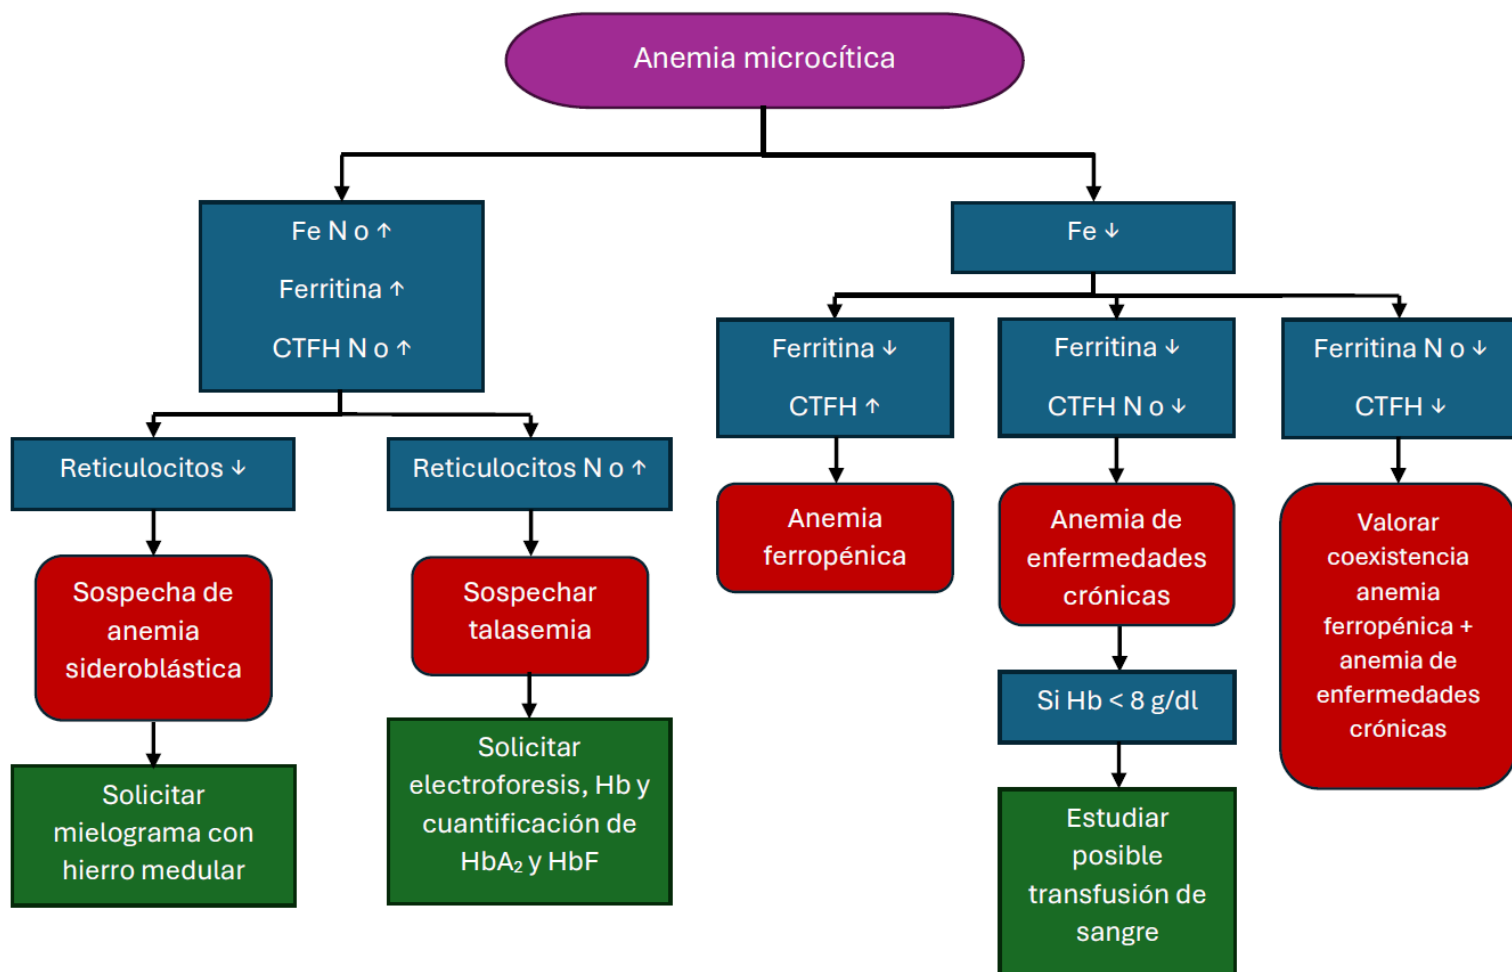 Anemia microcítica
Fe N o ↑
Ferritina ↑
CTFH N o ↑
Fe ↓
Ferritina ↓
CTFH ↑
Ferritina ↓
CTFH N o ↓
Ferritina N o ↓
CTFH ↓
Reticulocitos ↓
Reticulocitos N o ↑
Anemia
ferropénica
Anemia de
enfermedades
crónicas
Valorar
coexistencia
anemia
ferropénica +
anemia de
enfermedades
crónicas
Sospecha de
anemia
sideroblástica
Sospechar
talasemia
Si Hb < 8 g/dl
Solicitar
mielograma con
hierro medular
Solicitar
electroforesis, Hb y
cuantificación de
HbA₂ y HbF
Estudiar
posible
transfusión de
sangre